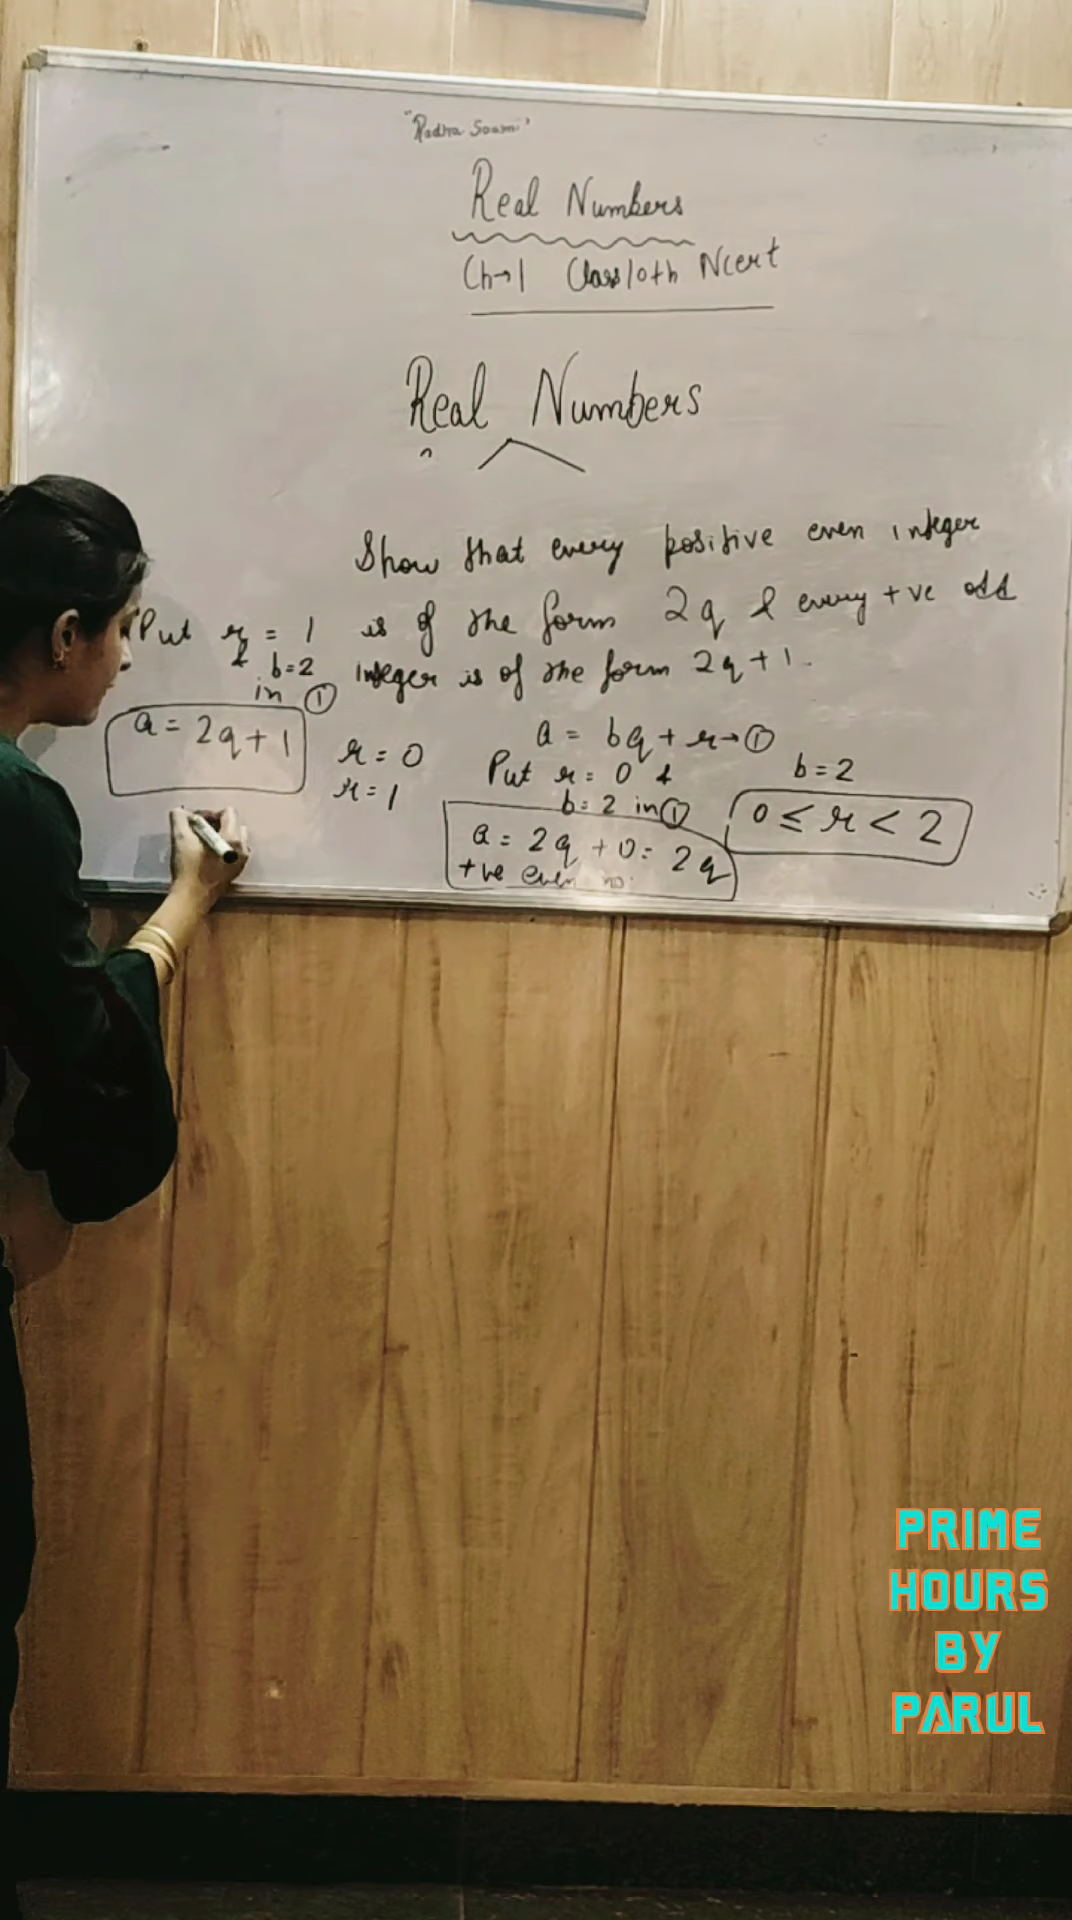 "Radha Soami"
Real Numbers
Ch→1 Class 10th Ncert
Real Numbers
Show that every positive even integer
is of the form 2q & every +ve odd
integer is of the form 2q + 1.
a = bq + r → ①
Put r = 0 &
b = 2 in ①
a = 2q + 0 = 2q
+ve even no.
b = 2
0 ≤ r < 2
r = 0
r = 1
Put r = 1
& b = 2
in ①
a = 2q + 1
PRIME
HOURS
BY
PARUL